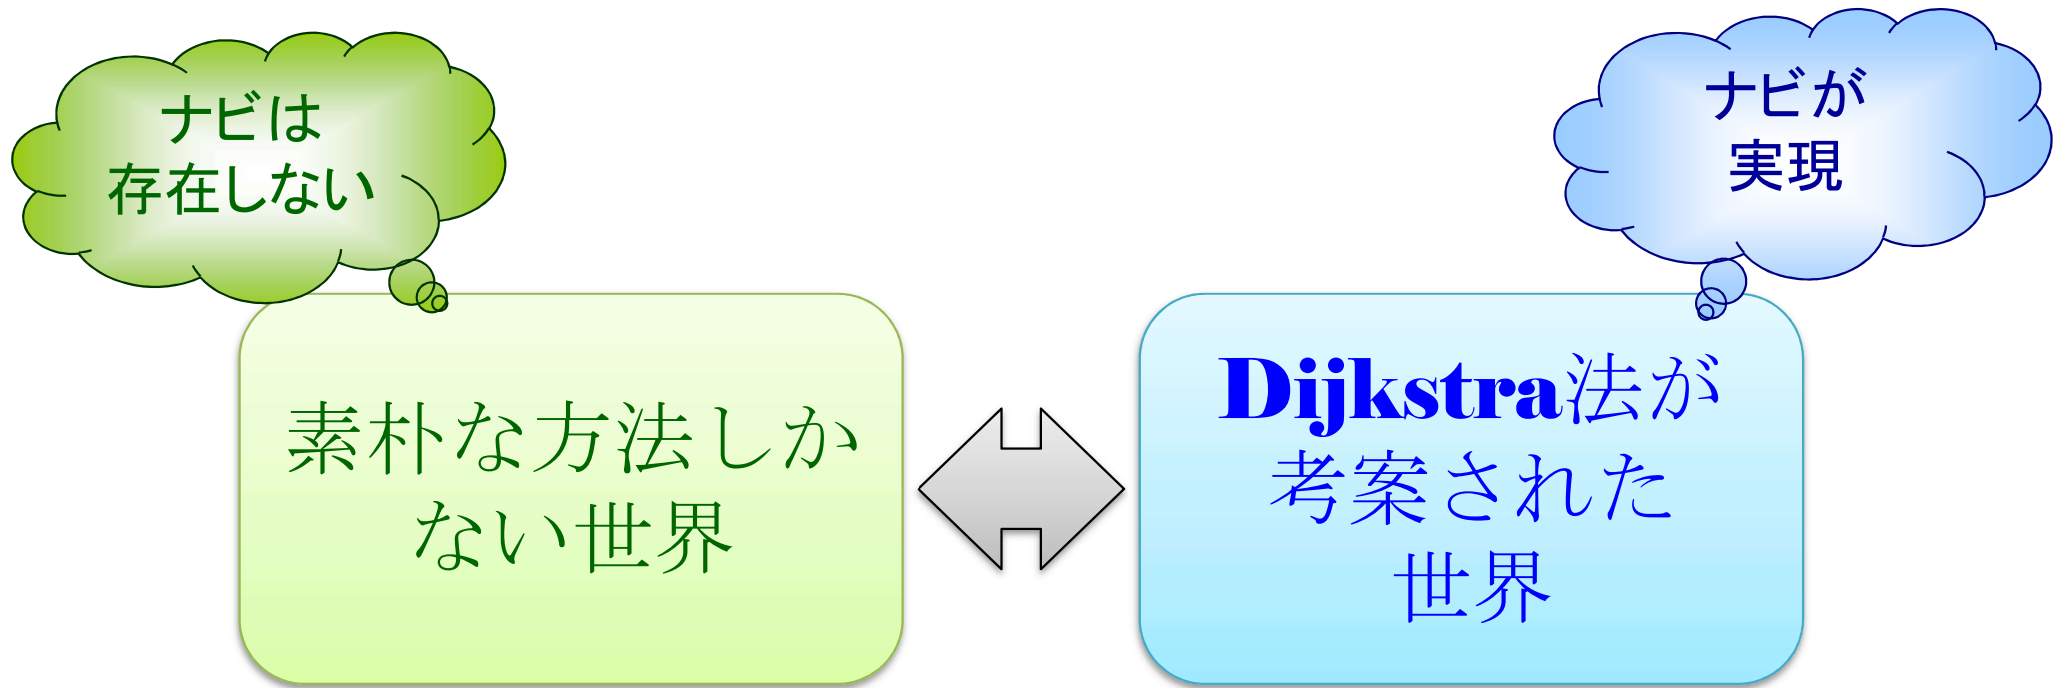 ナビは
存在しない
ナビが
実現
素朴な方法しか
ない世界
Dijkstra法が
考案された
世界